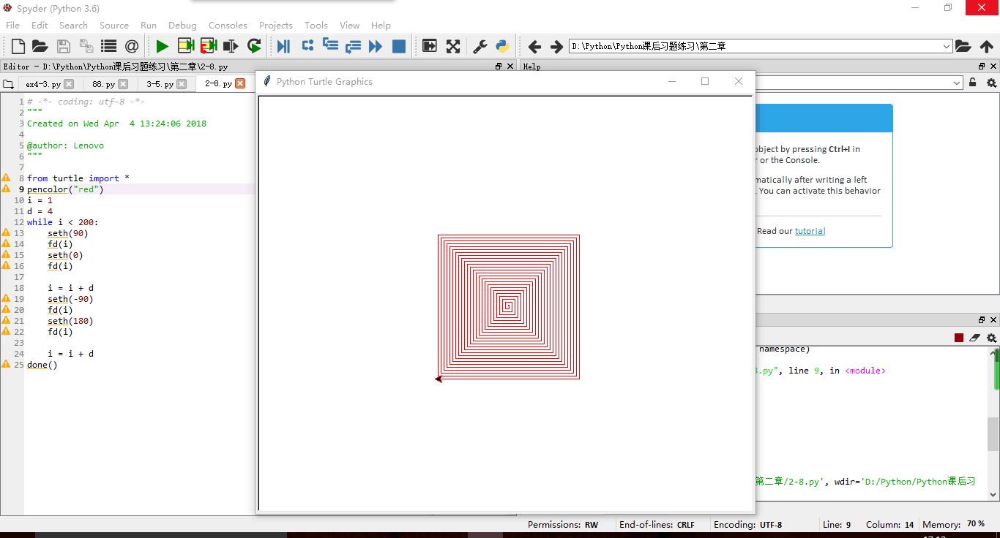 Spyder (Python 3.6)
File Edit Search Source Run Debug Consoles Projects Tools View Help
D:\Python\Python课后习题练习\第二章
Editor - D:\Python\Python课后习题练习\第二章\2-8.py
Help
ex4-3.py 88.py 3-5.py 2-8.py
Python Turtle Graphics
1 # -*- coding: utf-8 -*-
2 """
3 Created on Wed Apr  4 13:24:06 2018
4
5 @author: Lenovo
6 """
7
8 from turtle import *
9 pencolor("red")
10 i = 1
11 d = 4
12 while i < 200:
13     seth(90)
14     fd(i)
15     seth(0)
16     fd(i)
17
18     i = i + d
19     seth(-90)
20     fd(i)
21     seth(180)
22     fd(i)
23
24     i = i + d
25 done()
object by pressing Ctrl+I in
or the Console.
matically after writing a left
. You can activate this behavior
Read our tutorial
namespace)
8.py", line 9, in <module>
第二章/2-8.py', wdir='D:/Python/Python课后习
Permissions: RW End-of-lines: CRLF Encoding: UTF-8 Line: 9 Column: 14 Memory: 70 %